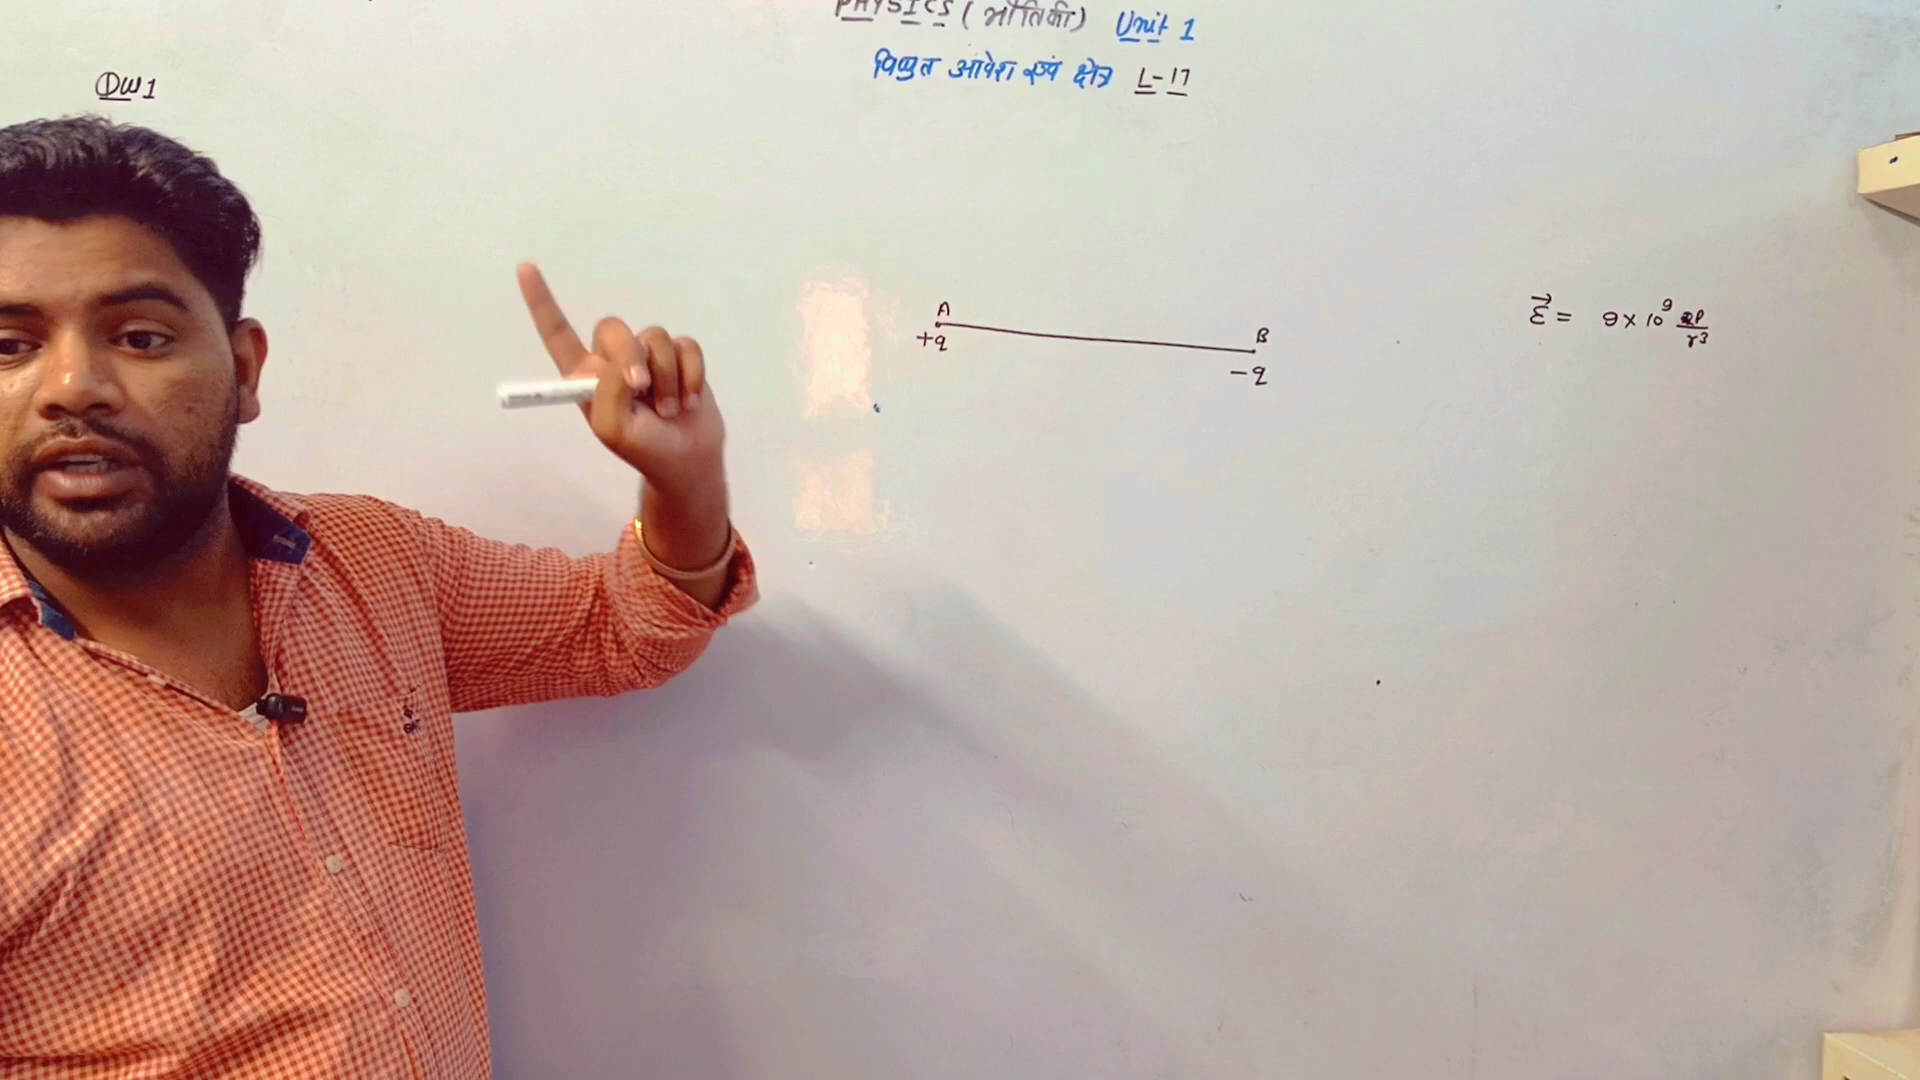 PHYSICS (भौतिकी) Unit 1
विद्युत आवेश एवं क्षेत्र L-17
DW1
A
+q
B
-q
E⃗ = 9 × 10⁹ 2P/r³